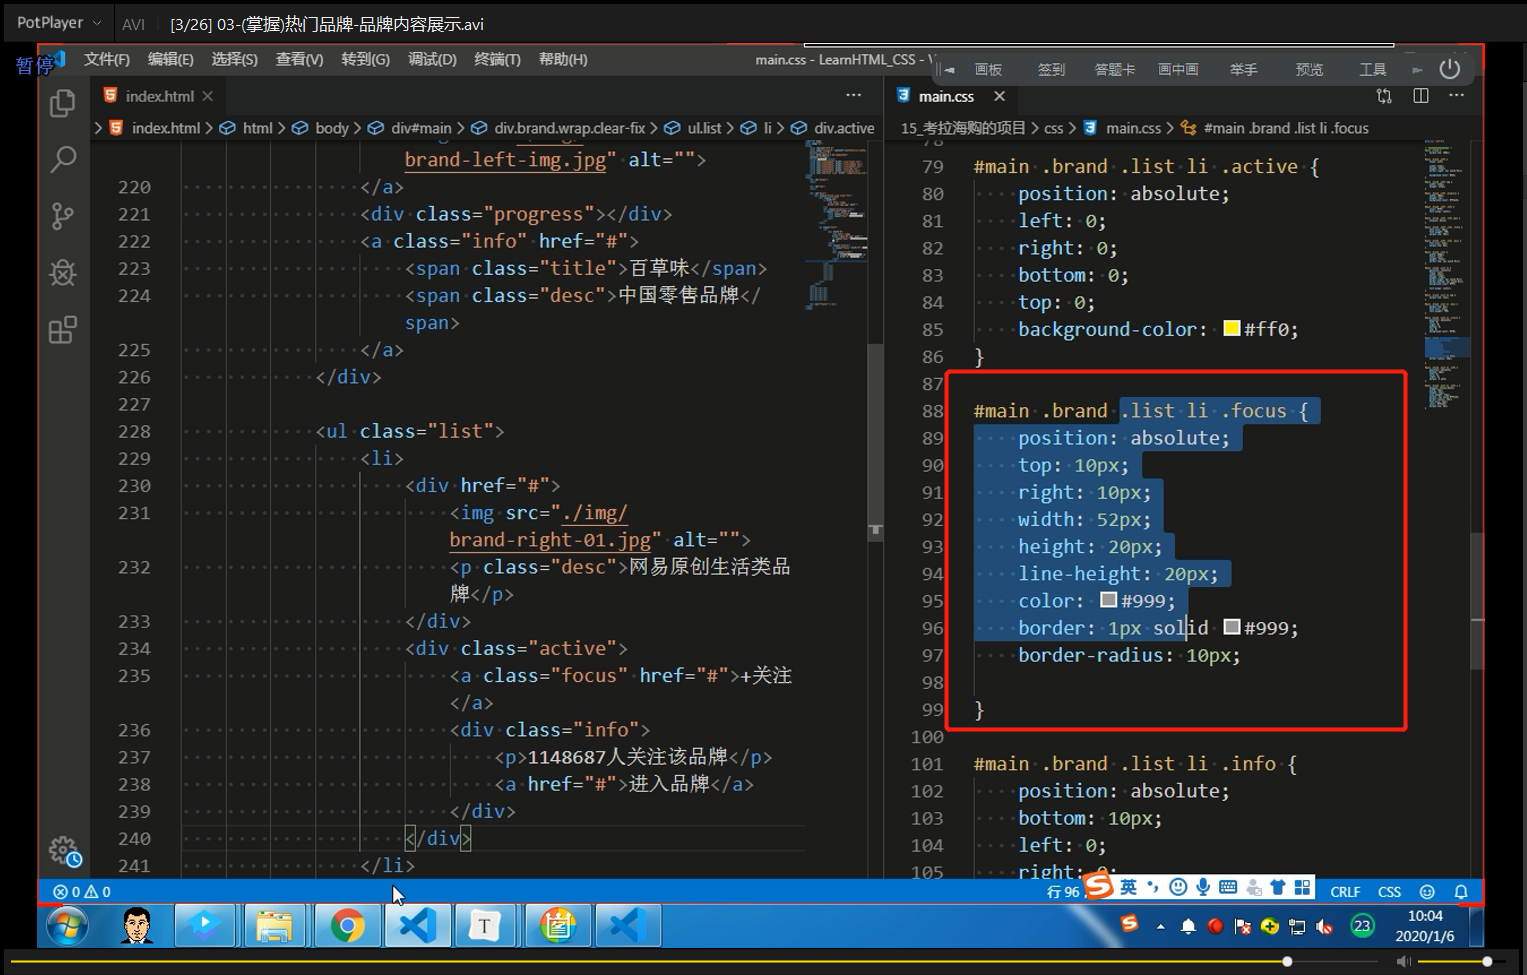 PotPlayer AVI [3/26] 03-(掌握)热门品牌-品牌内容展示.avi
暂停
文件(F) 编辑(E) 选择(S) 查看(V) 转到(G) 调试(D) 终端(T) 帮助(H) main.css - LearnHTML_CSS - V
画板 签到 答题卡 画中画 举手 预览 工具
index.html
main.css
index.html > html > body > div#main > div.brand.wrap.clear-fix > ul.list > li > div.active
15_考拉海购的项目 > css > main.css > #main .brand .list li .focus
brand-left-img.jpg" alt="">
220 </a>
221 <div class="progress"></div>
222 <a class="info" href="#">
223 <span class="title">百草味</span>
224 <span class="desc">中国零售品牌</
span>
225 </a>
226 </div>
227
228 <ul class="list">
229 <li>
230 <div href="#">
231 <img src="./img/
brand-right-01.jpg" alt="">
232 <p class="desc">网易原创生活类品
牌</p>
233 </div>
234 <div class="active">
235 <a class="focus" href="#">+关注
</a>
236 <div class="info">
237 <p>1148687人关注该品牌</p>
238 <a href="#">进入品牌</a>
239 </div>
240 </div>
241 </li>
78
79 #main .brand .list li .active {
80 position: absolute;
81 left: 0;
82 right: 0;
83 bottom: 0;
84 top: 0;
85 background-color: #ff0;
86 }
87
88 #main .brand .list li .focus {
89 position: absolute;
90 top: 10px;
91 right: 10px;
92 width: 52px;
93 height: 20px;
94 line-height: 20px;
95 color: #999;
96 border: 1px solid #999;
97 border-radius: 10px;
98
99 }
100
101 #main .brand .list li .info {
102 position: absolute;
103 bottom: 10px;
104 left: 0;
105 right: 0;
0 0
行 96 英 CRLF CSS
T
23
10:04
2020/1/6